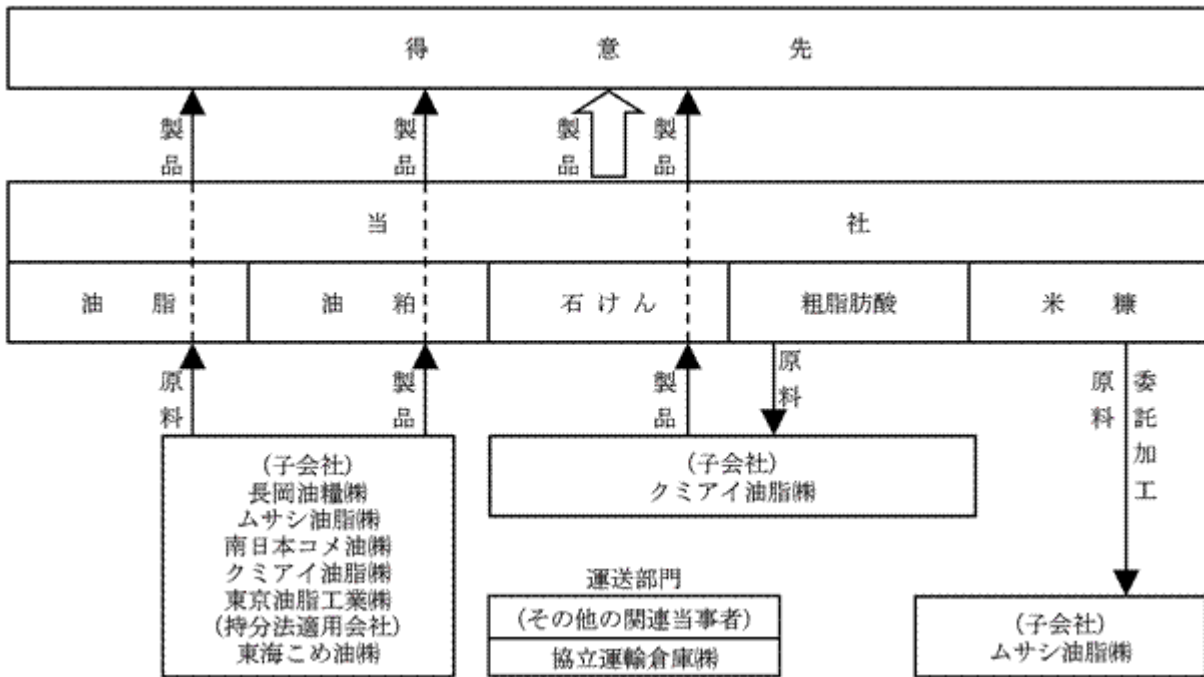 得意先
製品
製品
製品
製品
当社
油脂
油粕
石けん
粗脂肪酸
米糠
原料
製品
製品
原料
原料
委託加工
(子会社)
長岡油糧㈱
ムサシ油脂㈱
南日本コメ油㈱
クミアイ油脂㈱
東京油脂工業㈱
(持分法適用会社)
東海こめ油㈱
(子会社)
クミアイ油脂㈱
運送部門
(その他の関連当事者)
協立運輸倉庫㈱
(子会社)
ムサシ油脂㈱